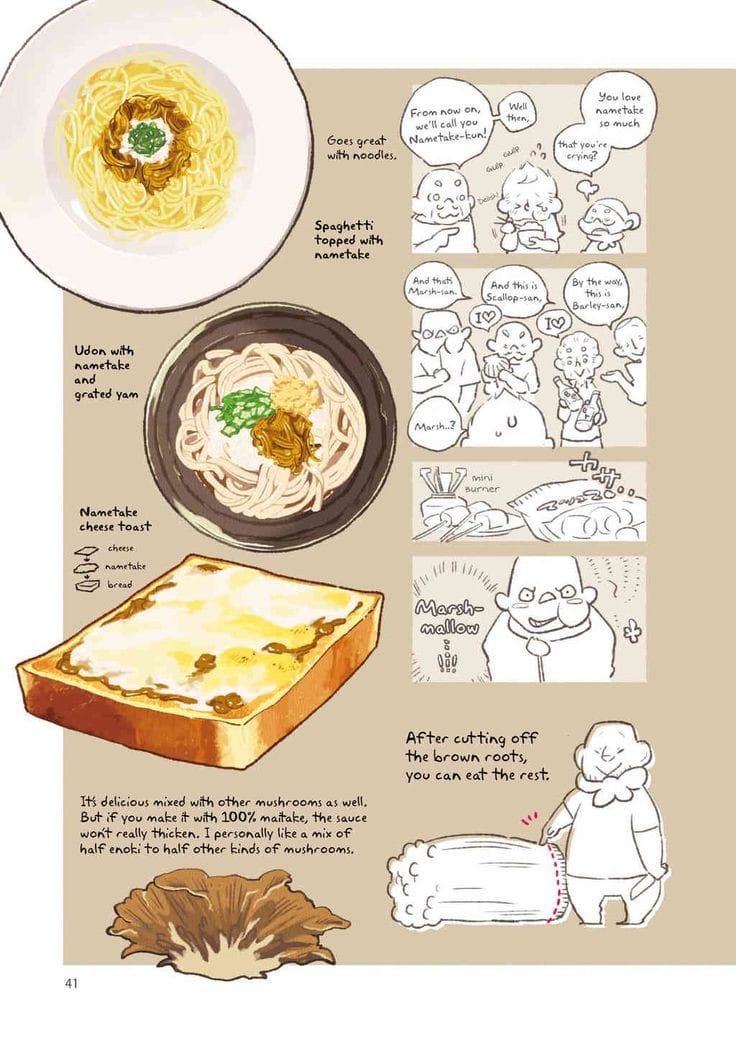 Goes great
with noodles.
Spaghetti
topped with
nametake
Udon with
nametake
and
grated yam
Nametake
cheese toast
cheese
nametake
bread
It's delicious mixed with other mushrooms as well.
But if you make it with 100% maitake, the sauce
won't really thicken. I personally like a mix of
half enoki to half other kinds of mushrooms.
From now on,
we'll call you
Nametake-kun!
Well
then,
You love
nametake
so much
that you're
crying?
Gulp
Gulp
Delish!
And that's
Marsh-san.
And this is
Scallop-san,
By the way,
this is
Barley-san,
I♡
I♡
Marsh..?
mini
burner
カサ
Marsh-
mallow
...!!!
After cutting off
the brown roots,
you can eat the rest.
41